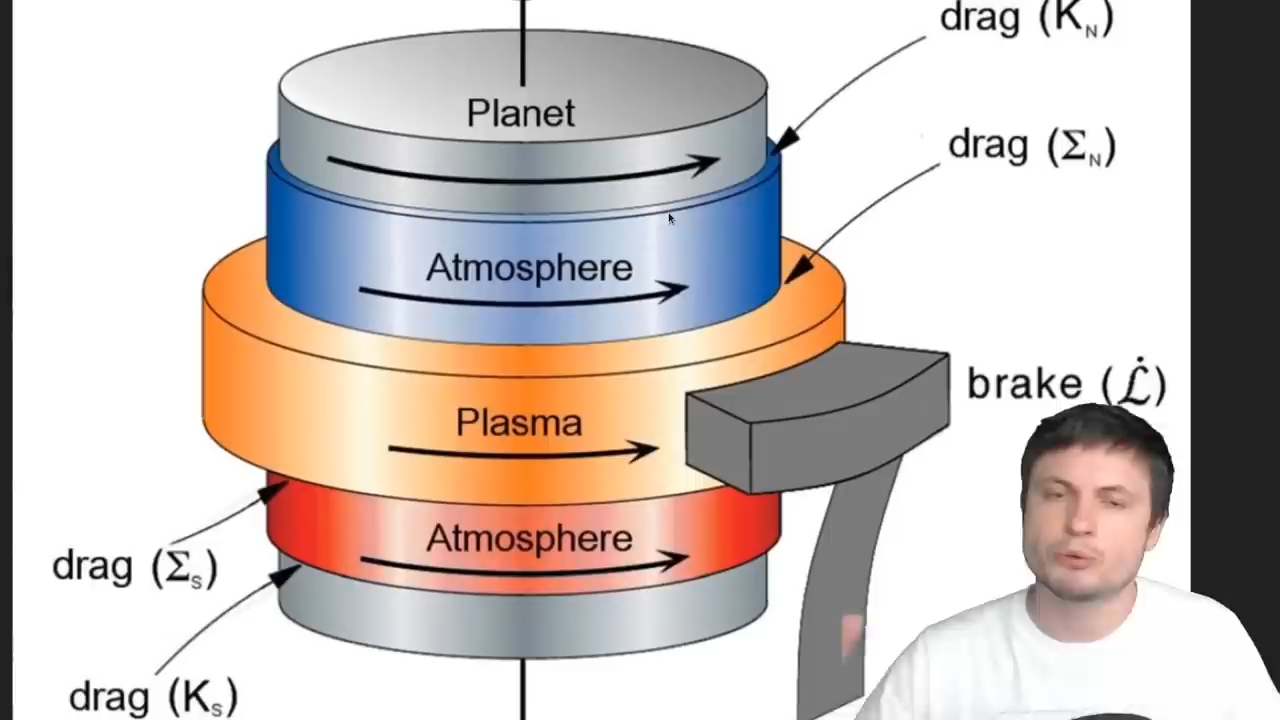 drag (K_N)
Planet
drag (Σ_N)
Atmosphere
brake (ℒ̇)
Plasma
Atmosphere
drag (Σ_S)
drag (K_S)